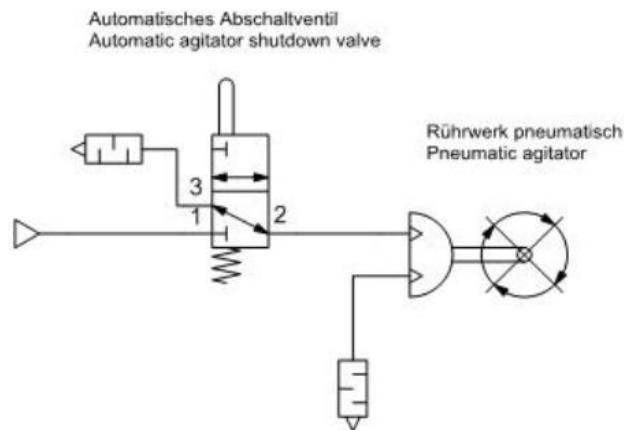 Automatisches Abschaltventil
Automatic agitator shutdown valve
Rührwerk pneumatisch
Pneumatic agitator
3
1
2